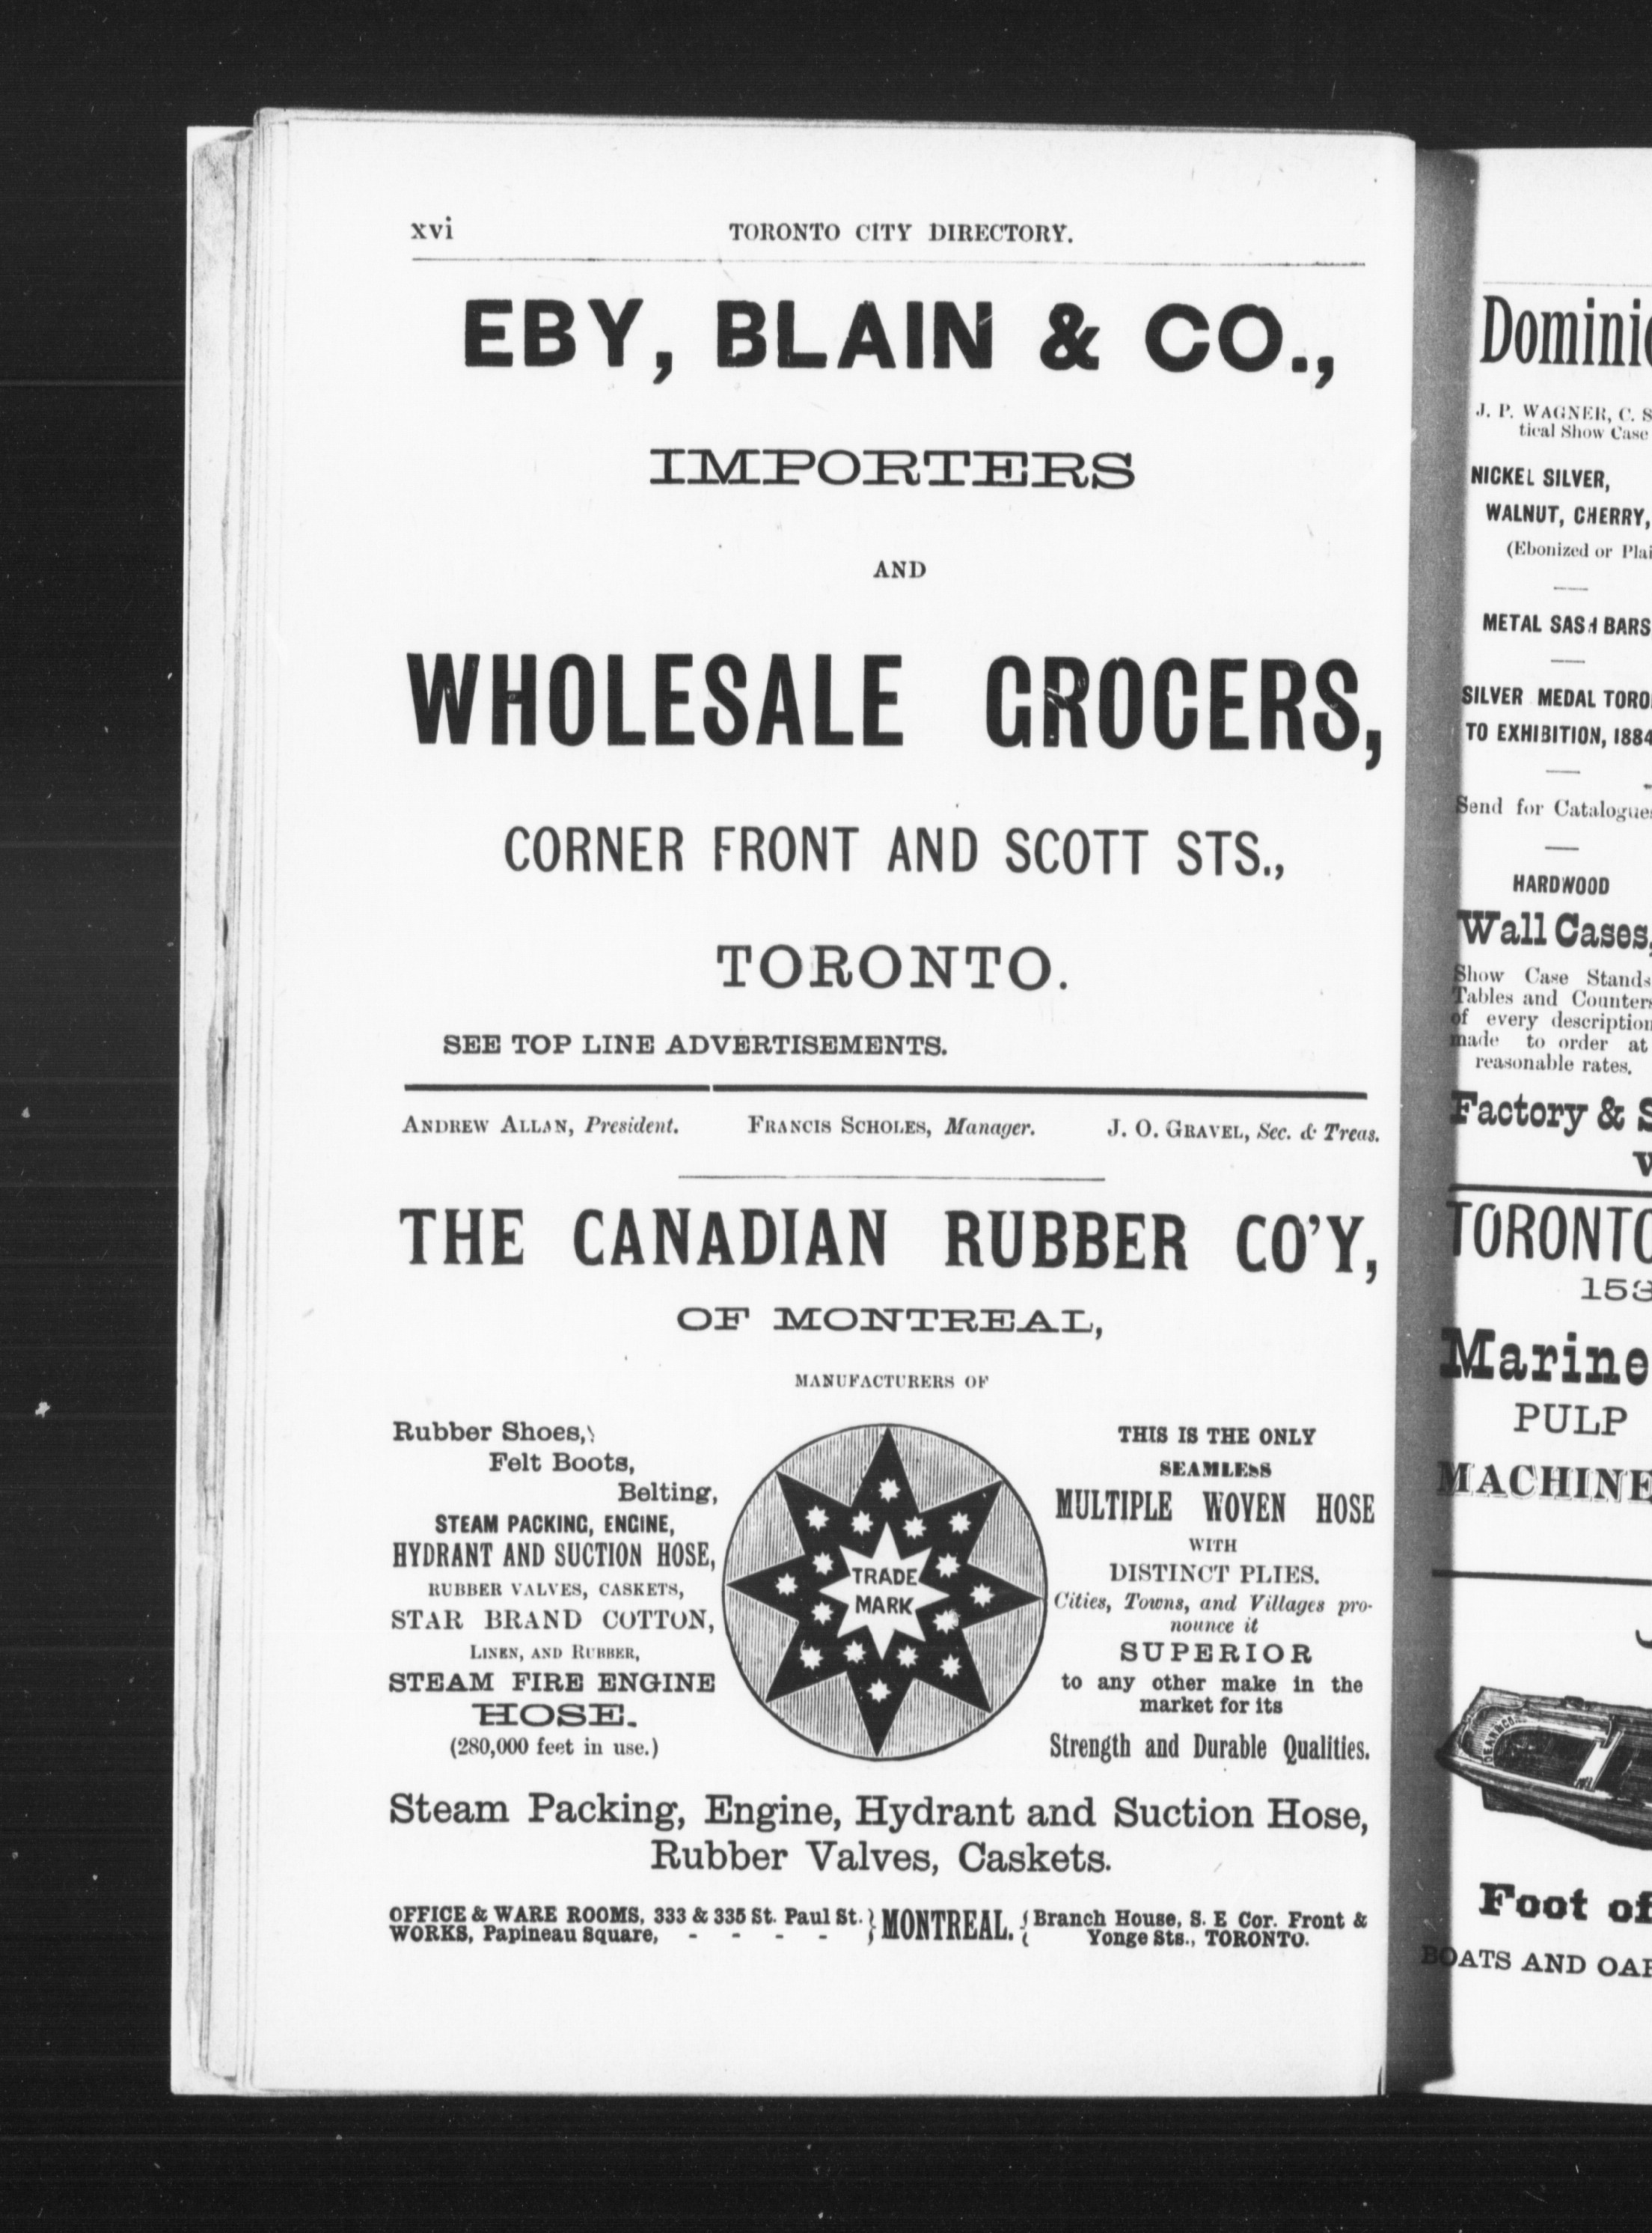 xvi TORONTO CITY DIRECTORY.
EBY, BLAIN & CO.,
IMPORTERS
AND
WHOLESALE GROCERS,
CORNER FRONT AND SCOTT STS.,
TORONTO.
SEE TOP LINE ADVERTISEMENTS.
ANDREW ALLAN, President. FRANCIS SCHOLES, Manager. J. O. GRAVEL, Sec. & Treas.
THE CANADIAN RUBBER CO'Y,
OF MONTREAL,
MANUFACTURERS OF
Rubber Shoes,
Felt Boots,
Belting,
STEAM PACKING, ENGINE,
HYDRANT AND SUCTION HOSE,
RUBBER VALVES, CASKETS,
STAR BRAND COTTON,
LINEN, AND RUBBER,
STEAM FIRE ENGINE
HOSE.
(280,000 feet in use.)
TRADE
MARK
THIS IS THE ONLY
SEAMLESS
MULTIPLE WOVEN HOSE
WITH
DISTINCT PLIES.
Cities, Towns, and Villages pro-
nounce it
SUPERIOR
to any other make in the
market for its
Strength and Durable Qualities.
Steam Packing, Engine, Hydrant and Suction Hose,
Rubber Valves, Caskets.
OFFICE & WARE ROOMS, 333 & 335 St. Paul St. } MONTREAL. { Branch House, S. E Cor. Front &
WORKS, Papineau Square, - - - - Yonge Sts., TORONTO.
J. P. WAGNER, C. S
tical Show Case
NICKEL SILVER,
WALNUT, CHERRY,
(Ebonized or
METAL SASH BARS
SILVER MEDAL TORO
TO EXHIBITION, 1884
Send for Catalogue
HARDWOOD
Wall Cases,
Show Case Stands
Tables and Counters
of every description
made to order at
reasonable rates.
Factory & S
TORONTO
153
Marine
PULP
MACHINE
Foot of
BOATS AND OAR